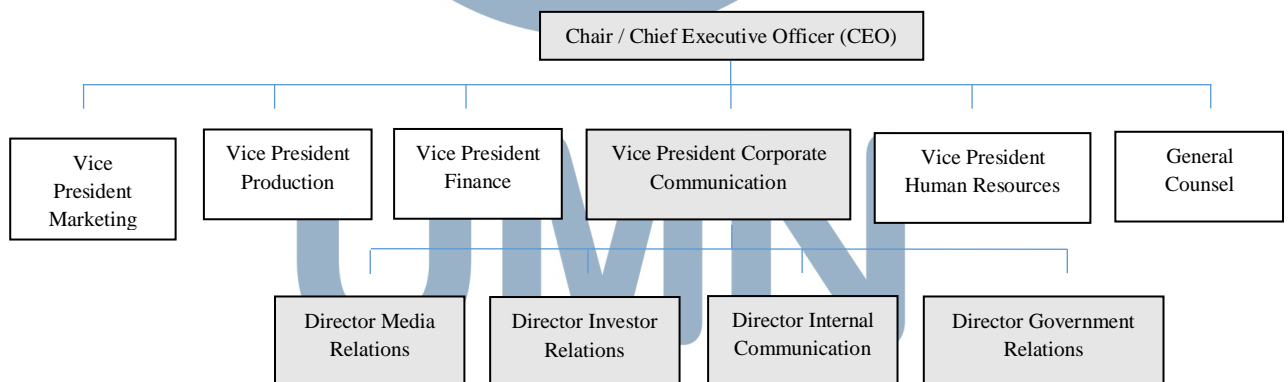 Chair / Chief Executive Officer (CEO)
Vice
President
Marketing
Vice President
Production
Vice President
Finance
Vice President Corporate
Communication
Vice President
Human Resources
General
Counsel
UMN
Director Media
Relations
Director Investor
Relations
Director Internal
Communication
Director Government
Relations